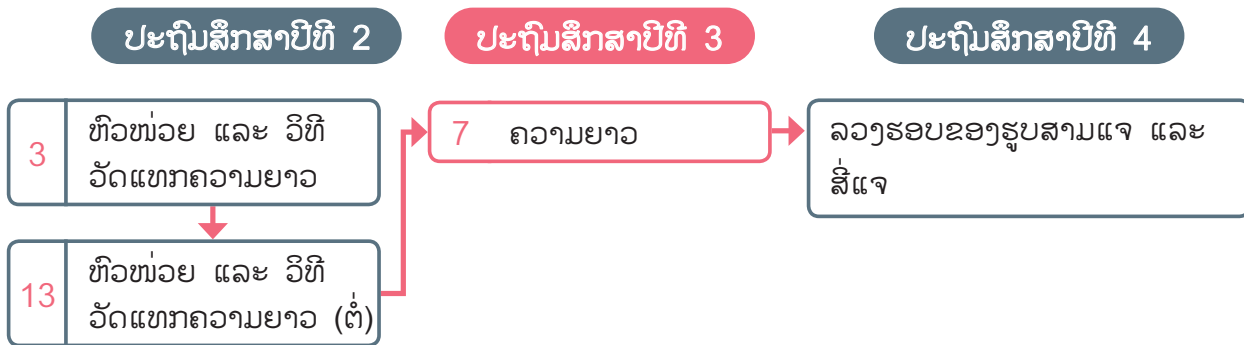 ປະຖົມສຶກສາປີທີ 2
ປະຖົມສຶກສາປີທີ 3
ປະຖົມສຶກສາປີທີ 4
3
ຫົວໜ່ວຍ ແລະ ວິທີ
ວັດແທກຄວາມຍາວ
13
ຫົວໜ່ວຍ ແລະ ວິທີ
ວັດແທກຄວາມຍາວ (ຕໍ່)
7 ຄວາມຍາວ
ລວງຮອບຂອງຮູບສາມແຈ ແລະ
ສີ່ແຈ